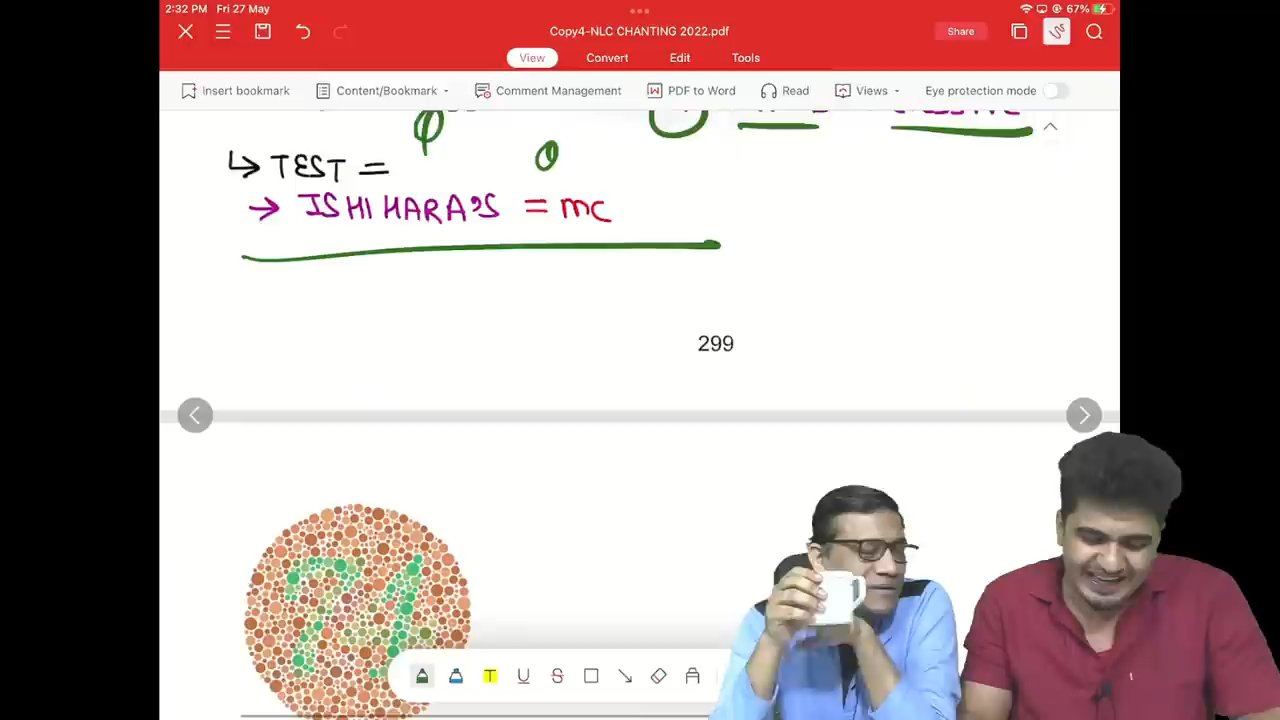 2:32 PM Fri 27 May
67%
Copy4-NLC CHANTING 2022.pdf
Share
View Convert Edit Tools
Insert bookmark Content/Bookmark Comment Management PDF to Word Read Views Eye protection mode
↳ TEST =
→ ISHIHARA'S = mc
299
74
T U S